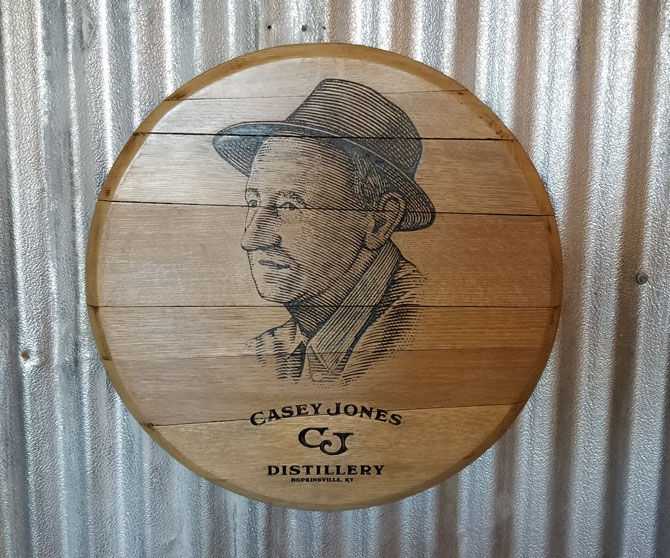 CASEY JONES
CJ
DISTILLERY
HOPKINSVILLE, KY